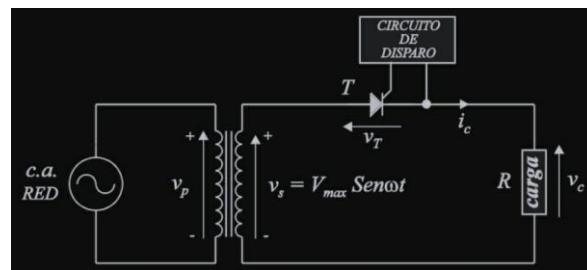 CIRCUITO
DE
DISPARO
T
v_T
i_c
c.a.
RED
+
-
v_p
+
-
v_s = V_max Senωt
R
carga
v_c